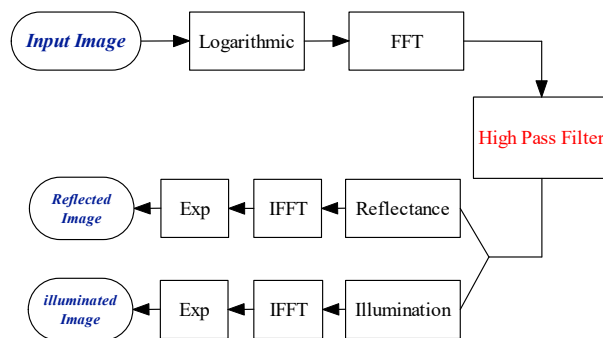 Input Image
Logarithmic
FFT
High Pass Filter
Reflected
Image
Exp
IFFT
Reflectance
illuminated
Image
Exp
IFFT
Illumination